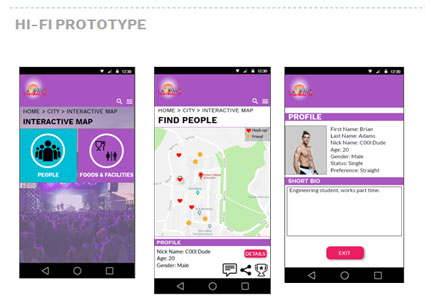 HI-FI PROTOTYPE
12:30
HOME > CITY > INTERACTIVE MAP
INTERACTIVE MAP
PEOPLE
FOODS & FACILITIES
12:30
HOME > CITY > INTERACTIVE MAP
FIND PEOPLE
Hook-up
Friend
PROFILE
Nick Name: C00l Dude
Age: 20
Gender: Male
DETAILS
12:30
PROFILE
First Name: Brian
Last Name: Adams
Nick Name: C00l Dude
Age: 20
Gender: Male
Status: Single
Preference: Straight
SHORT BIO
Engineering student, works part time.
EXIT